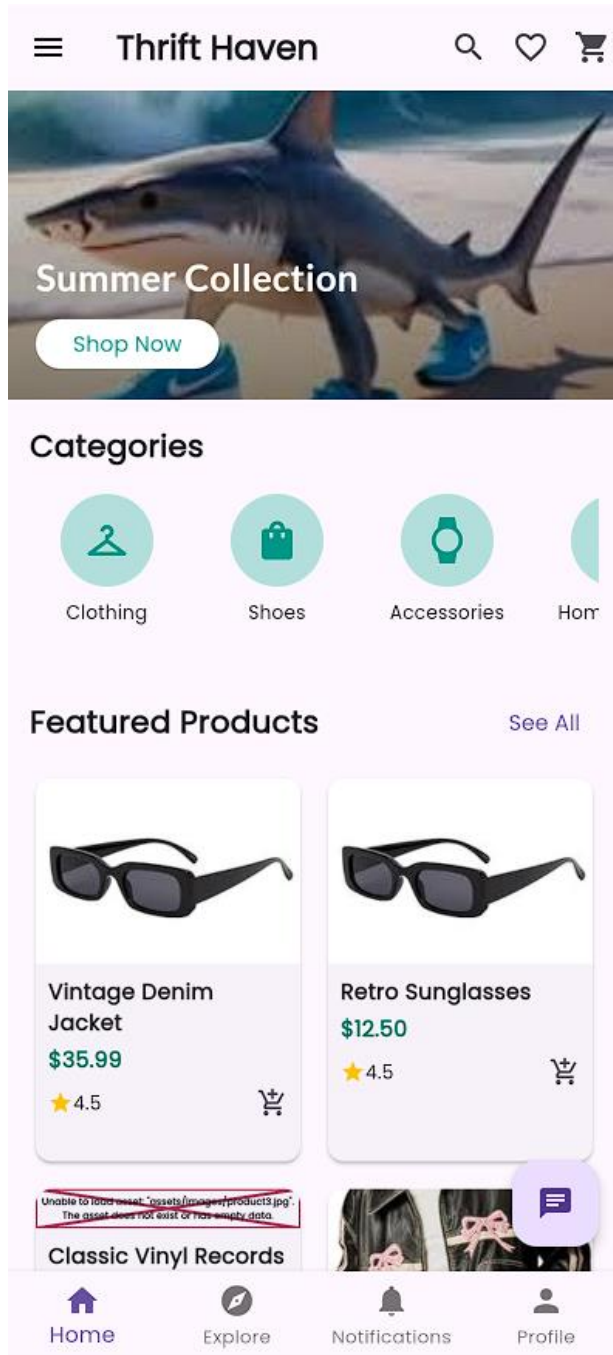 Thrift Haven
Summer Collection
Shop Now
Categories
Clothing
Shoes
Accessories
Hom
Featured Products
See All
Vintage Denim
Jacket
$35.99
4.5
Retro Sunglasses
$12.50
4.5
Unable to load asset: "assets/images/product3.jpg".
The asset does not exist or has empty data.
Classic Vinyl Records
Home
Explore
Notifications
Profile